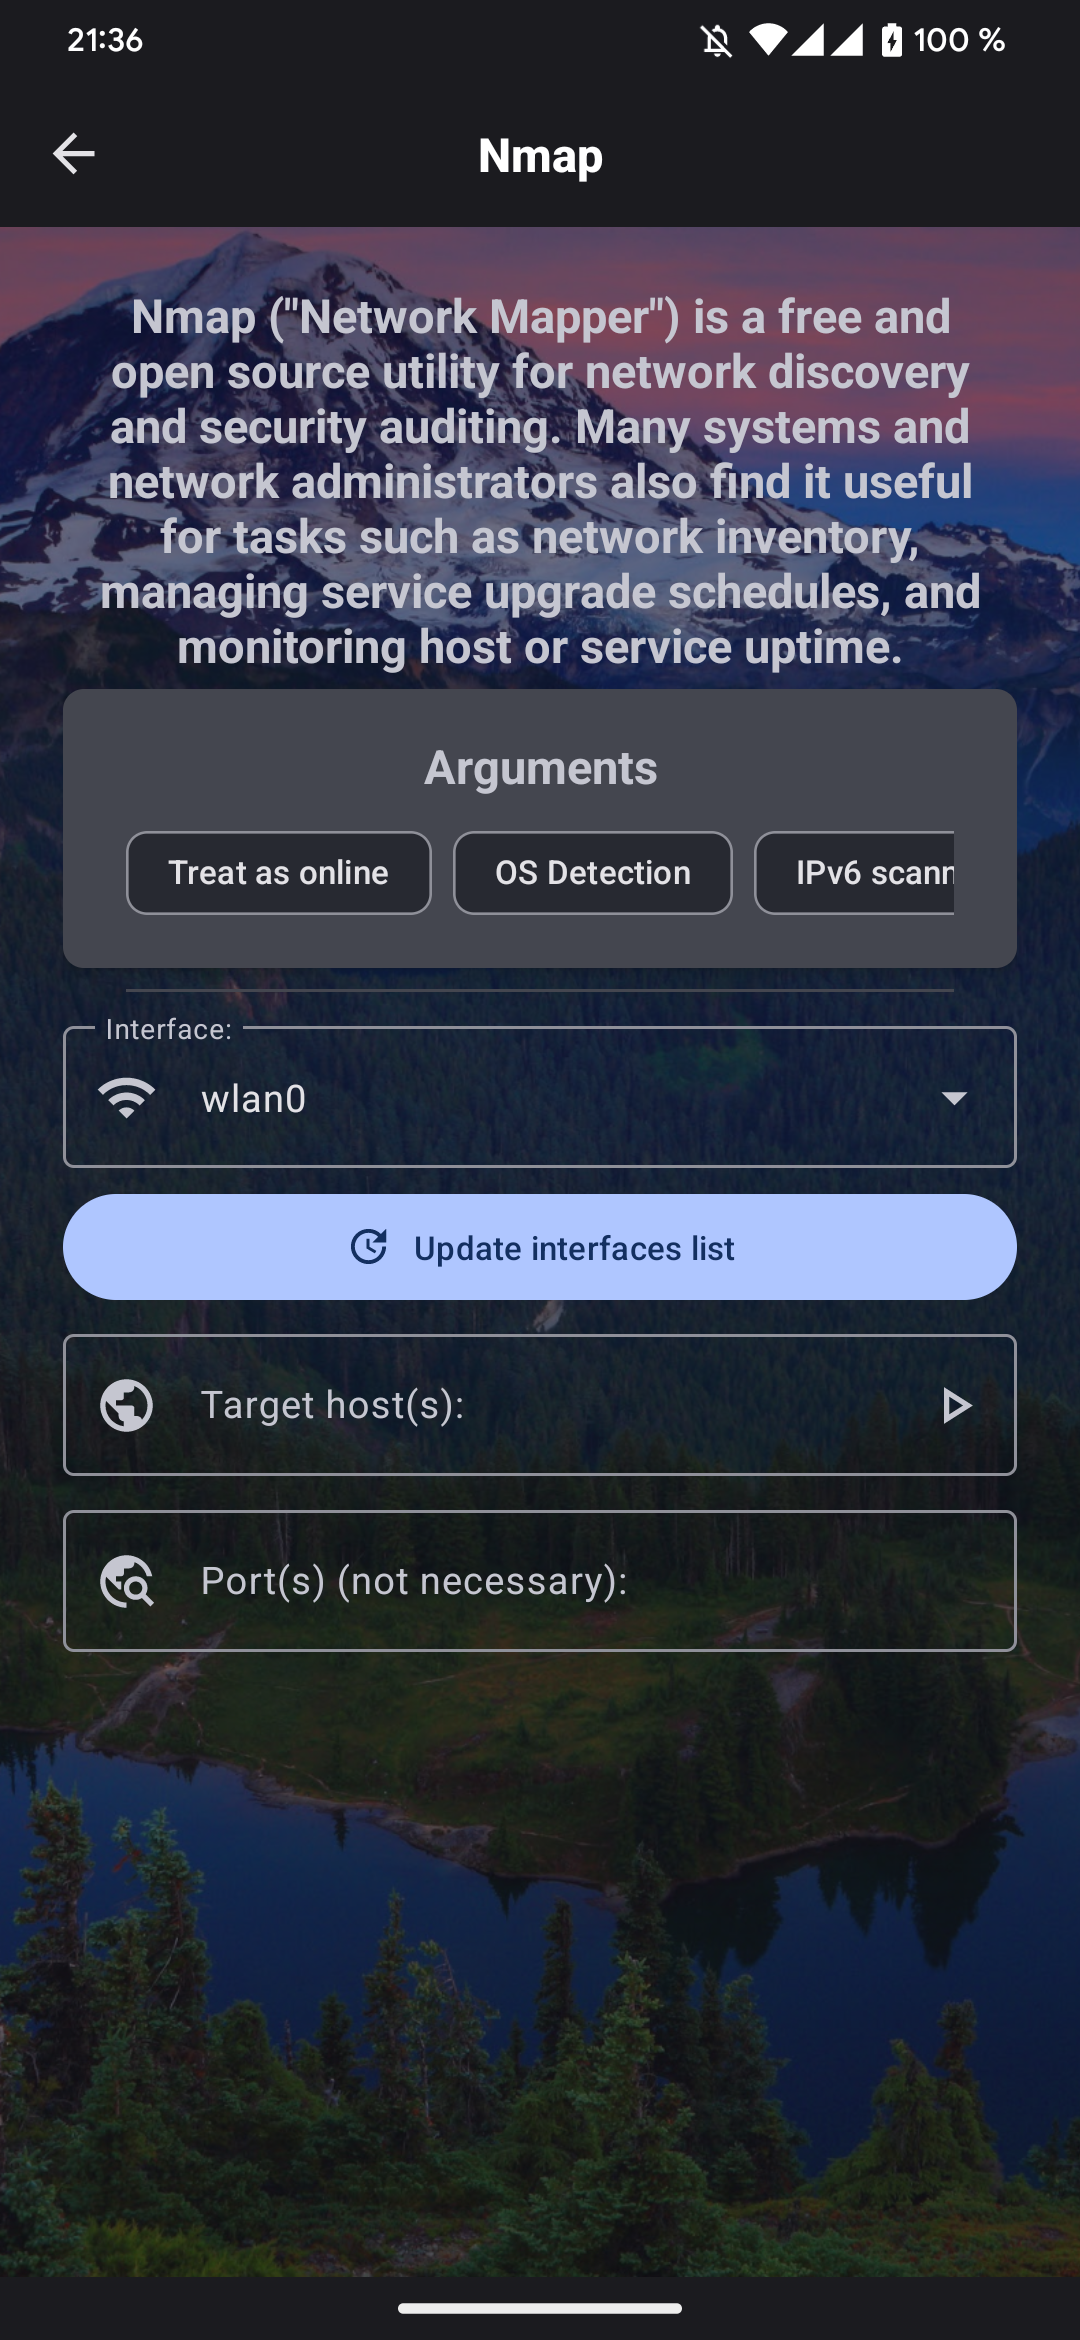 21:36
100 %
Nmap
Nmap ("Network Mapper") is a free and
open source utility for network discovery
and security auditing. Many systems and
network administrators also find it useful
for tasks such as network inventory,
managing service upgrade schedules, and
monitoring host or service uptime.
Arguments
Treat as online
OS Detection
IPv6 scann
Interface:
wlan0
Update interfaces list
Target host(s):
Port(s) (not necessary):